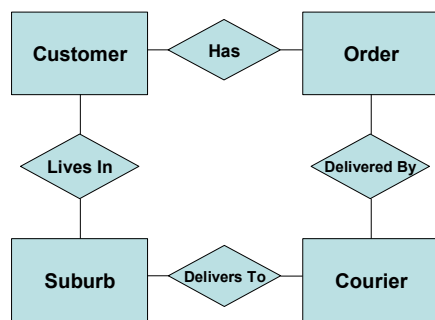 Customer
Has
Order
Lives In
Delivered By
Suburb
Delivers To
Courier